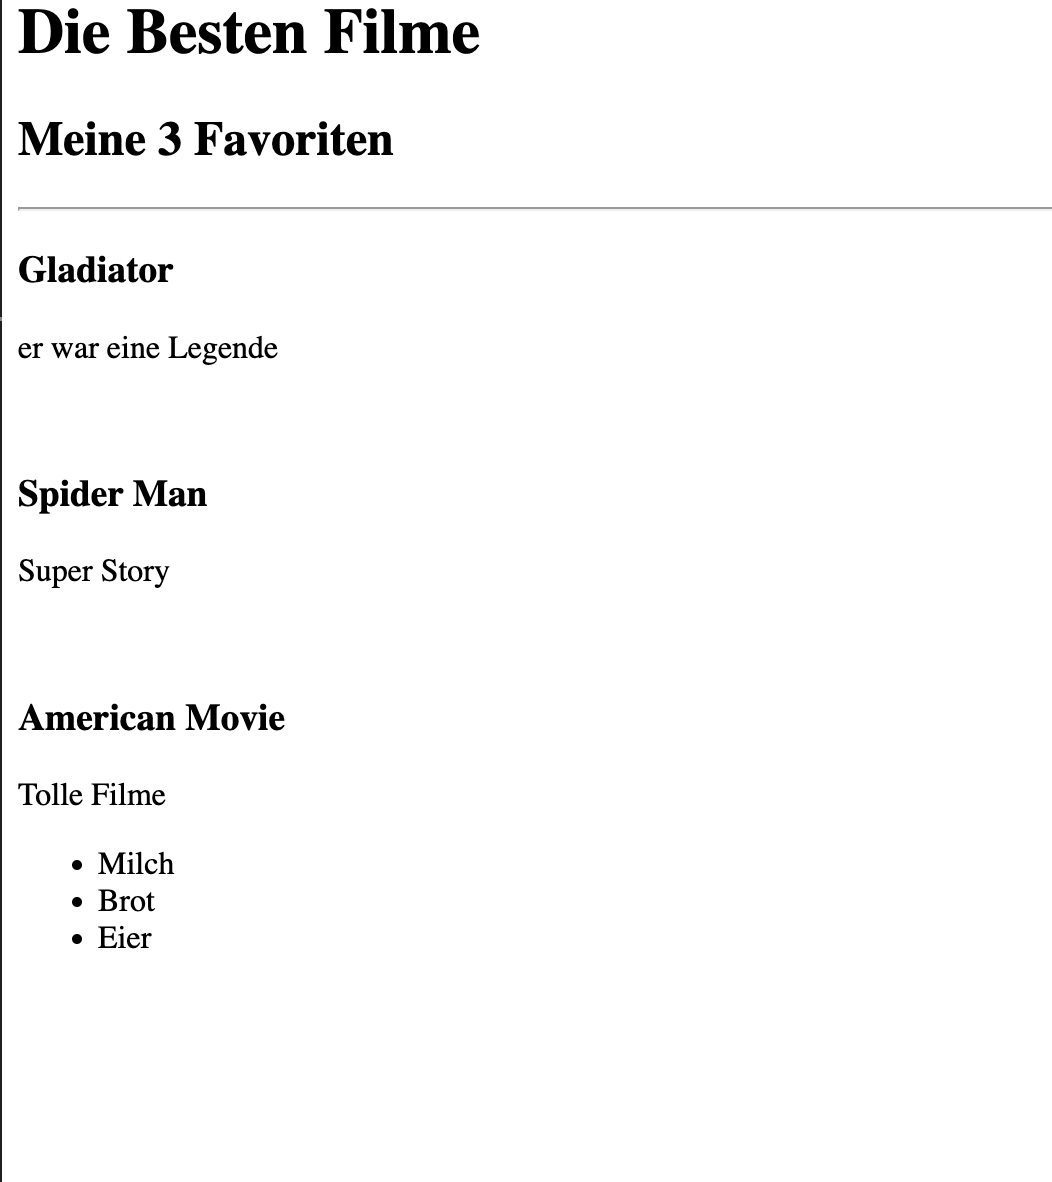 Die Besten Filme
Meine 3 Favoriten
Gladiator
er war eine Legende
Spider Man
Super Story
American Movie
Tolle Filme
• Milch
• Brot
• Eier